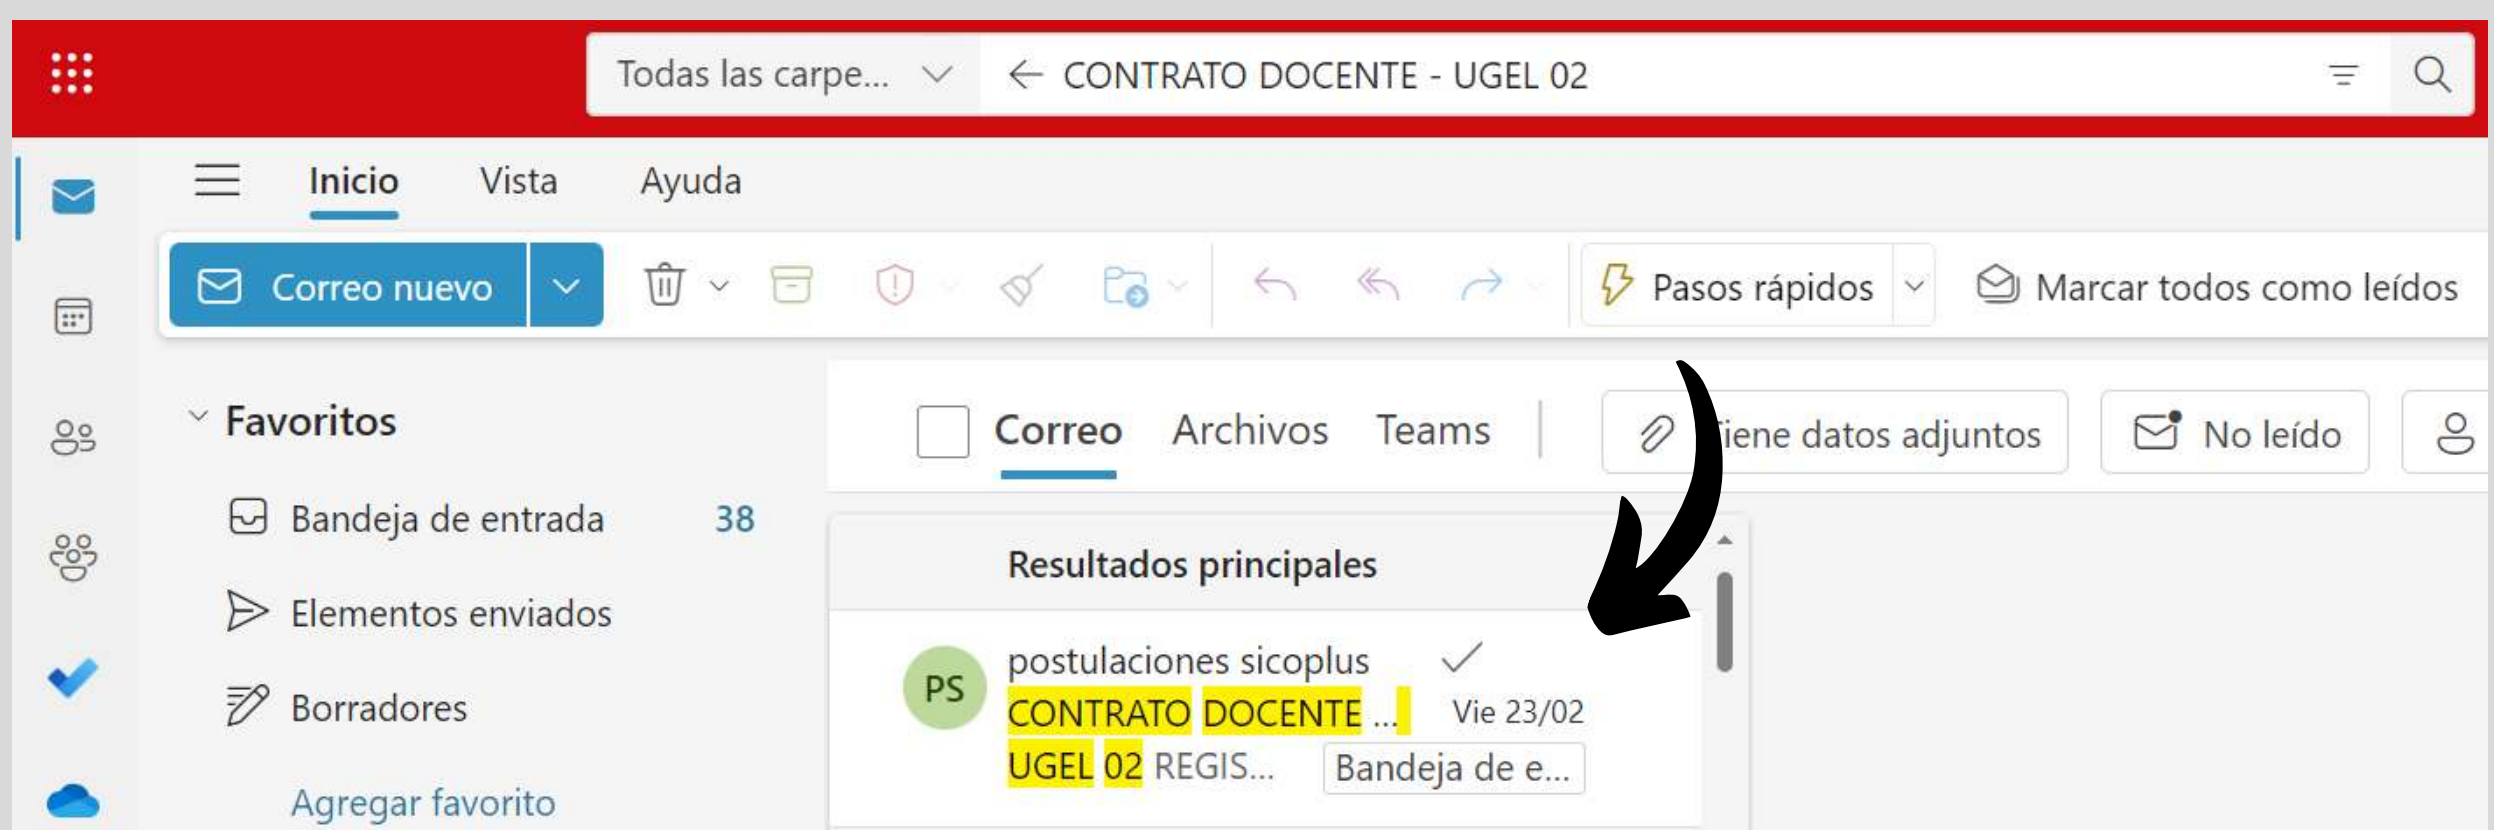 Todas las carpe...
CONTRATO DOCENTE - UGEL 02
Inicio Vista Ayuda
Correo nuevo
Pasos rápidos
Marcar todos como leídos
Favoritos
Bandeja de entrada 38
Elementos enviados
Borradores
Agregar favorito
Correo Archivos Teams
iene datos adjuntos
No leído
Resultados principales
PS
postulaciones sicoplus
CONTRATO DOCENTE ... Vie 23/02
UGEL 02 REGIS... Bandeja de e...